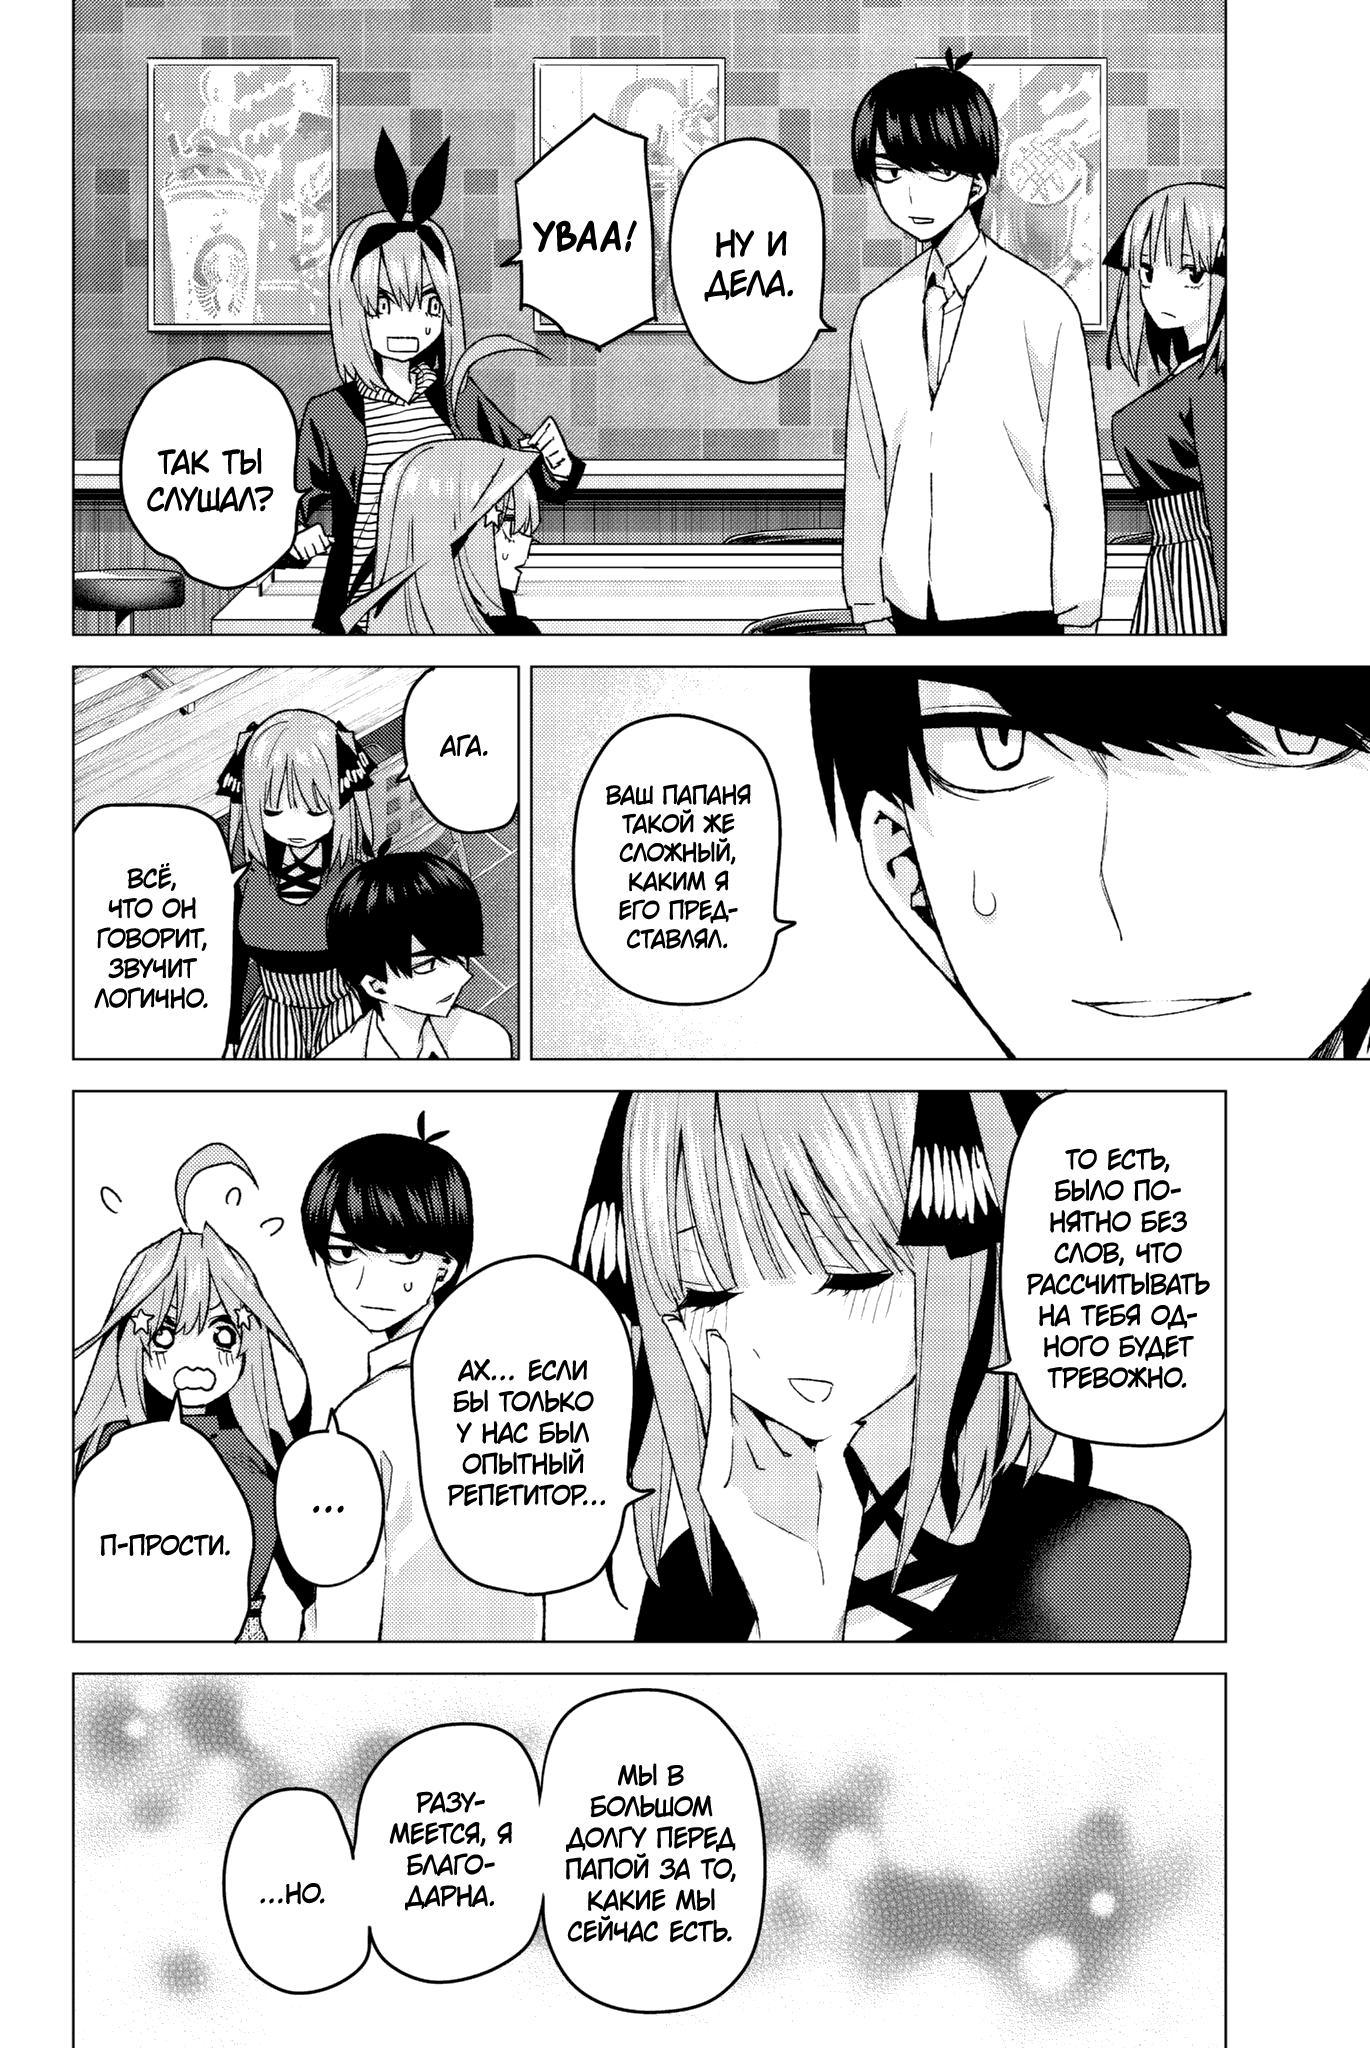 НУ И
ДЕЛА.
УВАА!
ТАК ТЫ
СЛУШАЛ?
ВАШ ПАПАНЯ
ТАКОЙ ЖЕ
СЛОЖНЫЙ,
КАКИМ Я
ЕГО ПРЕД-
СТАВЛЯЛ.
АГА.
ВСЁ,
ЧТО ОН
ГОВОРИТ,
ЗВУЧИТ
ЛОГИЧНО.
ТО ЕСТЬ,
БЫЛО ПО-
НЯТНО БЕЗ
СЛОВ, ЧТО
РАССЧИТЫВАТЬ
НА ТЕБЯ ОД-
НОГО БУДЕТ
ТРЕВОЖНО.
АХ... ЕСЛИ
БЫ ТОЛЬКО
У НАС БЫЛ
ОПЫТНЫЙ
РЕПЕТИТОР...
...
П-ПРОСТИ.
МЫ В
БОЛЬШОМ
ДОЛГУ ПЕРЕД
ПАПОЙ ЗА ТО,
КАКИЕ МЫ
СЕЙЧАС ЕСТЬ.
РАЗУ-
МЕЕТСЯ, Я
БЛАГО-
ДАРНА.
...НО.